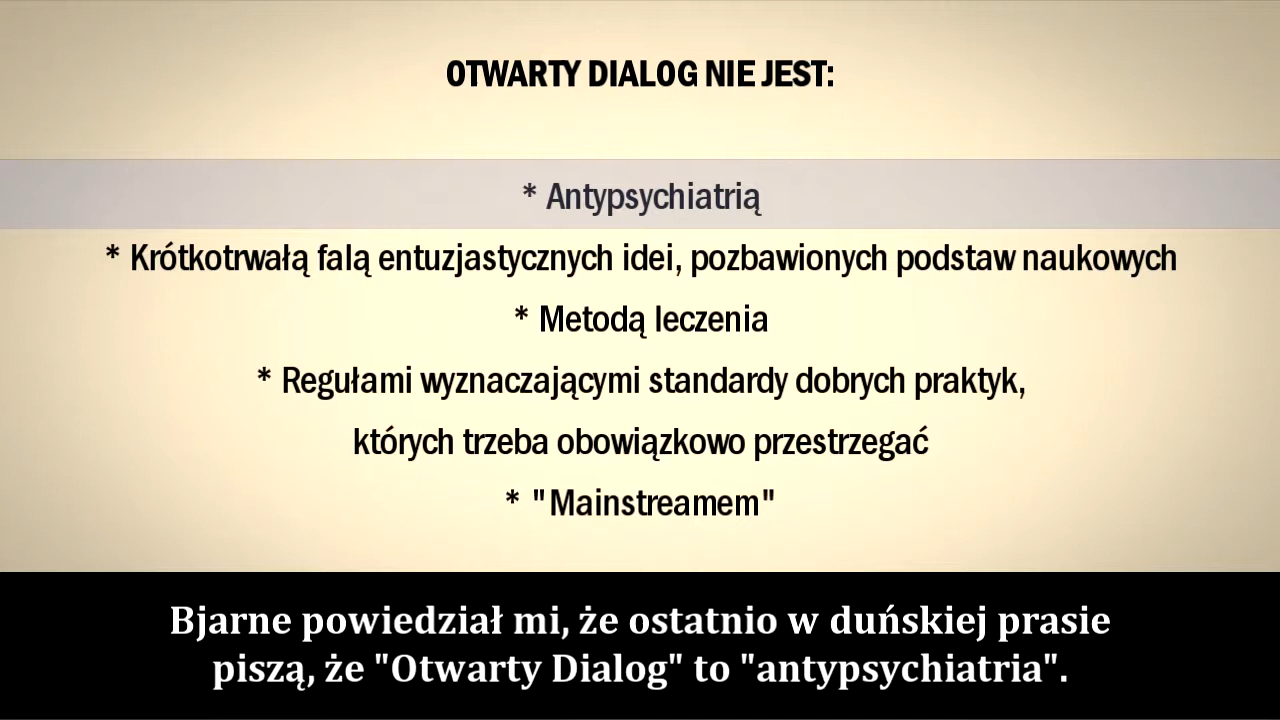 OTWARTY DIALOG NIE JEST:
* Antypsychiatrią
* Krótkotrwałą falą entuzjastycznych idei, pozbawionych podstaw naukowych
* Metodą leczenia
* Regułami wyznaczającymi standardy dobrych praktyk,
których trzeba obowiązkowo przestrzegać
* "Mainstreamem"
Bjarne powiedział mi, że ostatnio w duńskiej prasie
piszą, że "Otwarty Dialog" to "antypsychiatria".